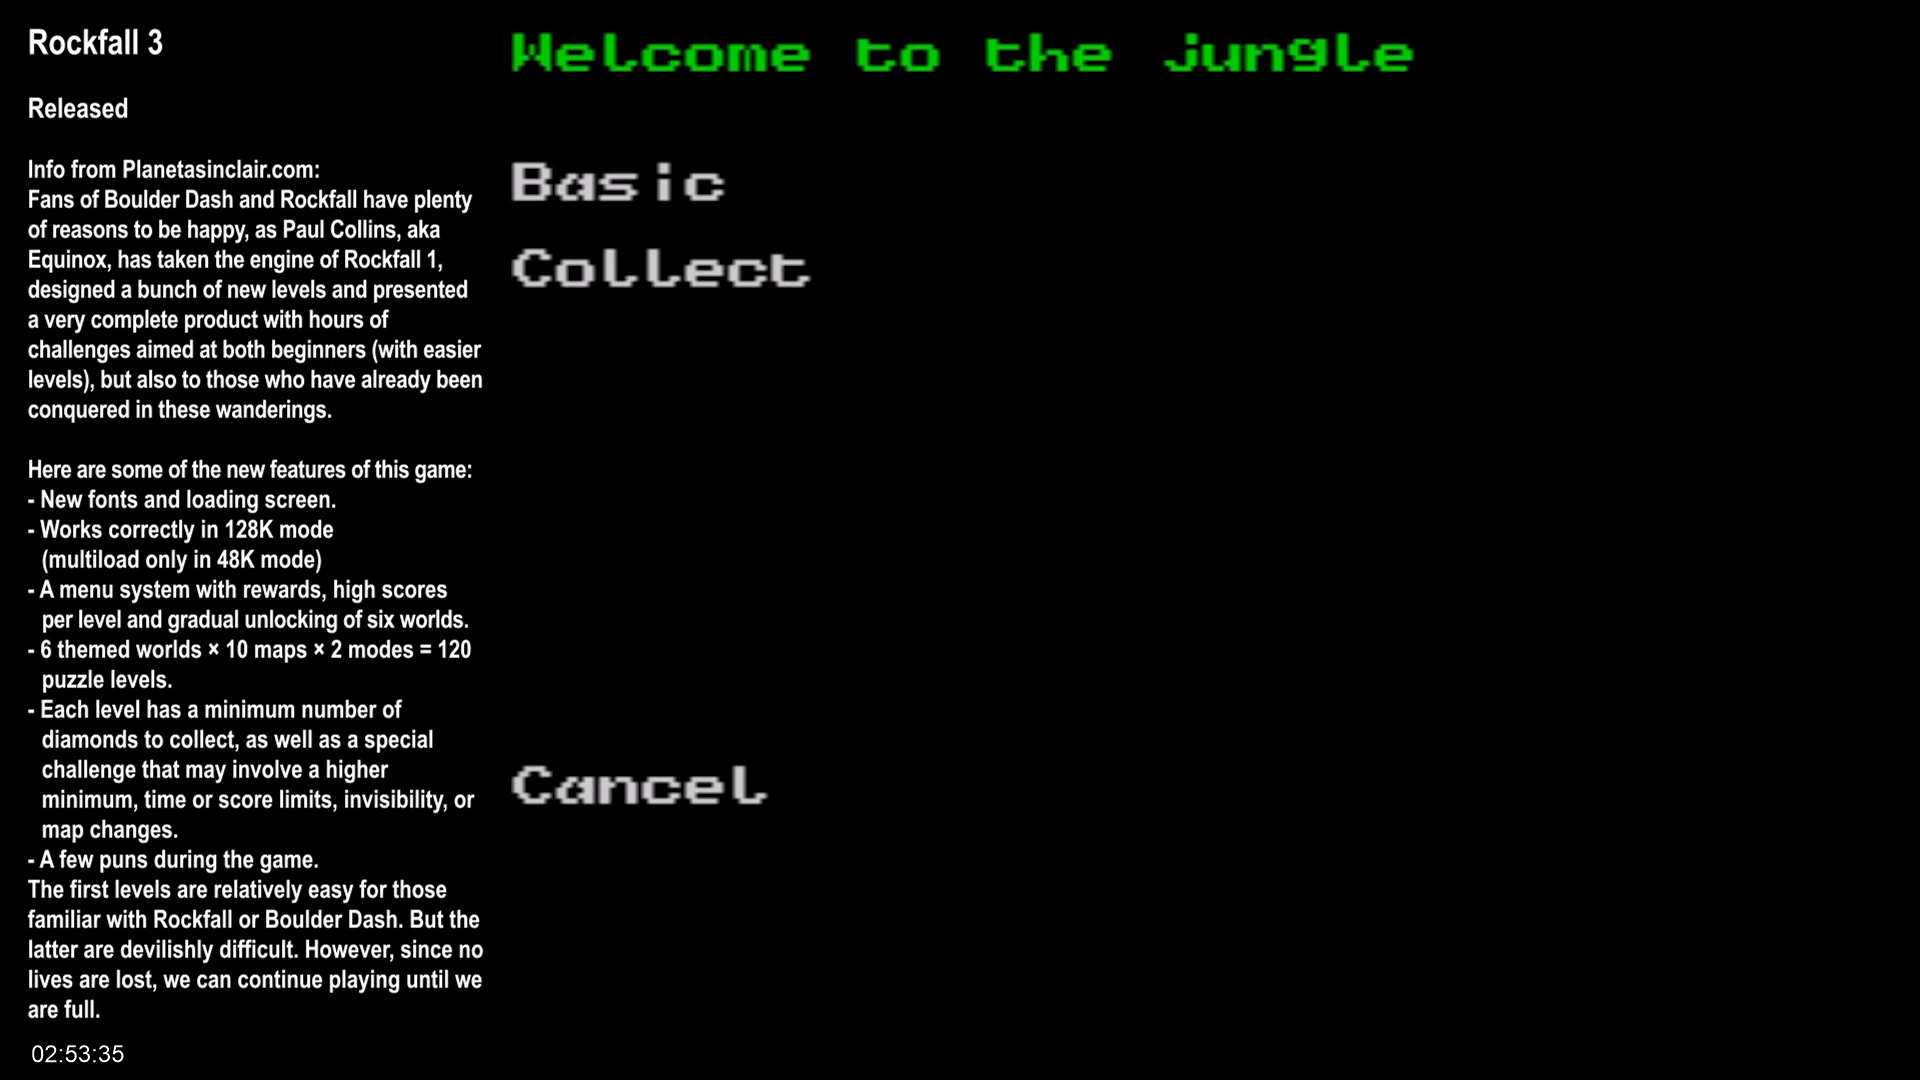 Rockfall 3
Released
Info from Planetasinclair.com:
Fans of Boulder Dash and Rockfall have plenty
of reasons to be happy, as Paul Collins, aka
Equinox, has taken the engine of Rockfall 1,
designed a bunch of new levels and presented
a very complete product with hours of
challenges aimed at both beginners (with easier
levels), but also to those who have already been
conquered in these wanderings.
Here are some of the new features of this game:
- New fonts and loading screen.
- Works correctly in 128K mode
(multiload only in 48K mode)
- A menu system with rewards, high scores
per level and gradual unlocking of six worlds.
- 6 themed worlds × 10 maps × 2 modes = 120
puzzle levels.
- Each level has a minimum number of
diamonds to collect, as well as a special
challenge that may involve a higher
minimum, time or score limits, invisibility, or
map changes.
- A few puns during the game.
The first levels are relatively easy for those
familiar with Rockfall or Boulder Dash. But the
latter are devilishly difficult. However, since no
lives are lost, we can continue playing until we
are full.
02:53:35
Welcome to the jungle
Basic
Collect
Cancel